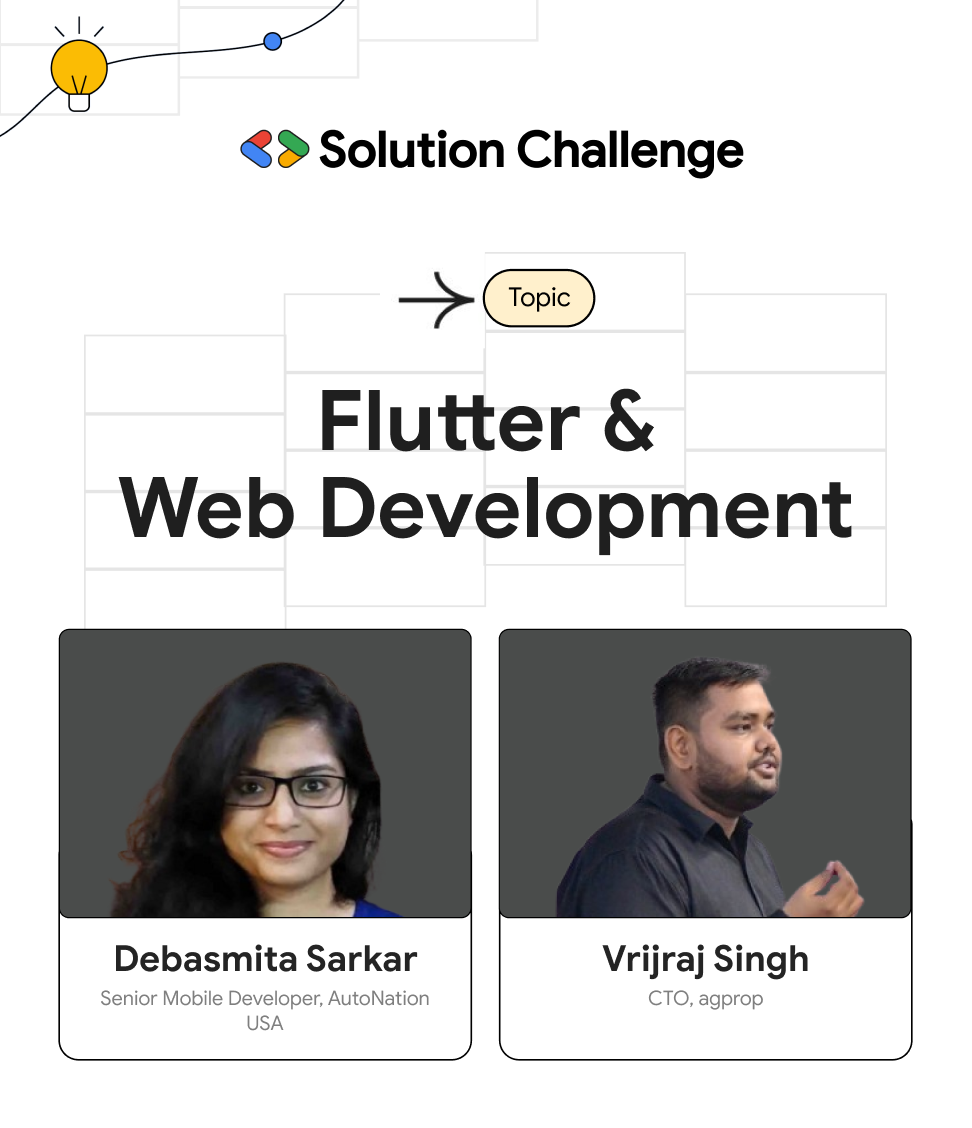 Solution Challenge
Topic
Flutter &
Web Development
Debasmita Sarkar
Senior Mobile Developer, AutoNation
USA
Vrijraj Singh
CTO, agprop